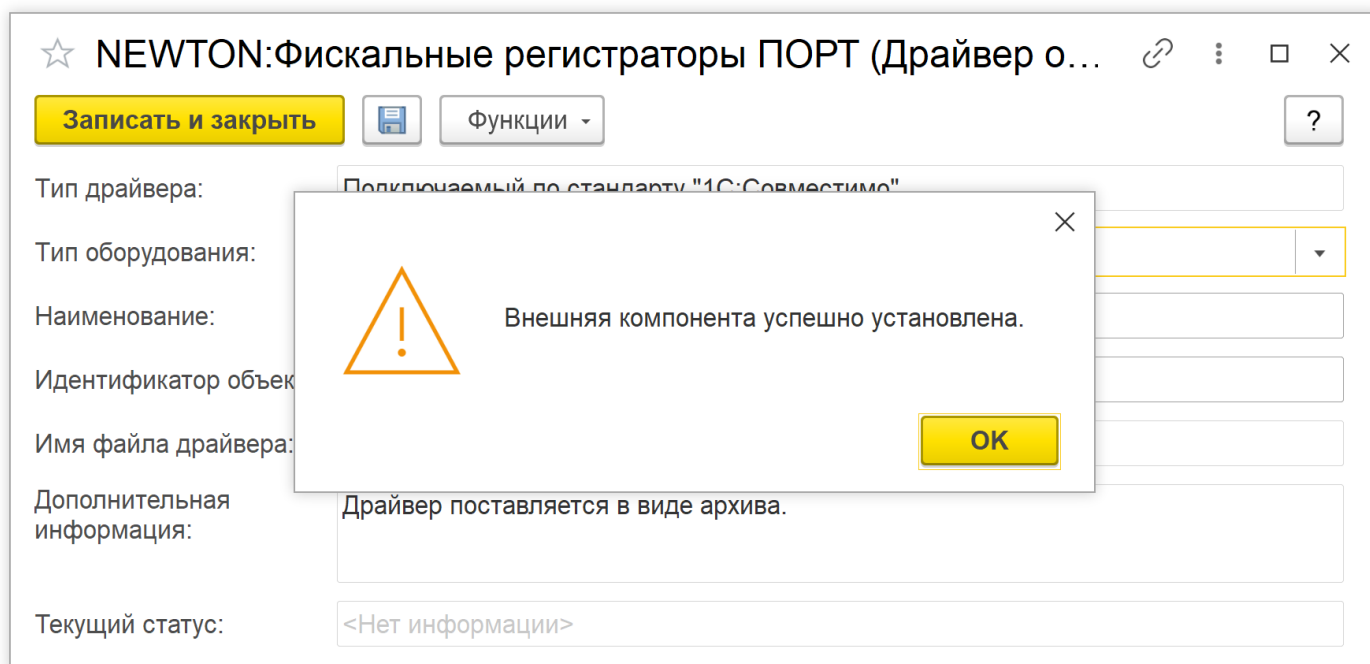 NEWTON:Фискальные регистраторы ПОРТ (Драйвер о...
Записать и закрыть
Функции
?
Тип драйвера:
Подключаемый по стандарту "1С:Совместимо"
Тип оборудования:
Внешняя компонента успешно установлена.
Наименование:
Идентификатор объек
OK
Имя файла драйвера:
Дополнительная
информация:
Драйвер поставляется в виде архива.
Текущий статус:
<Нет информации>